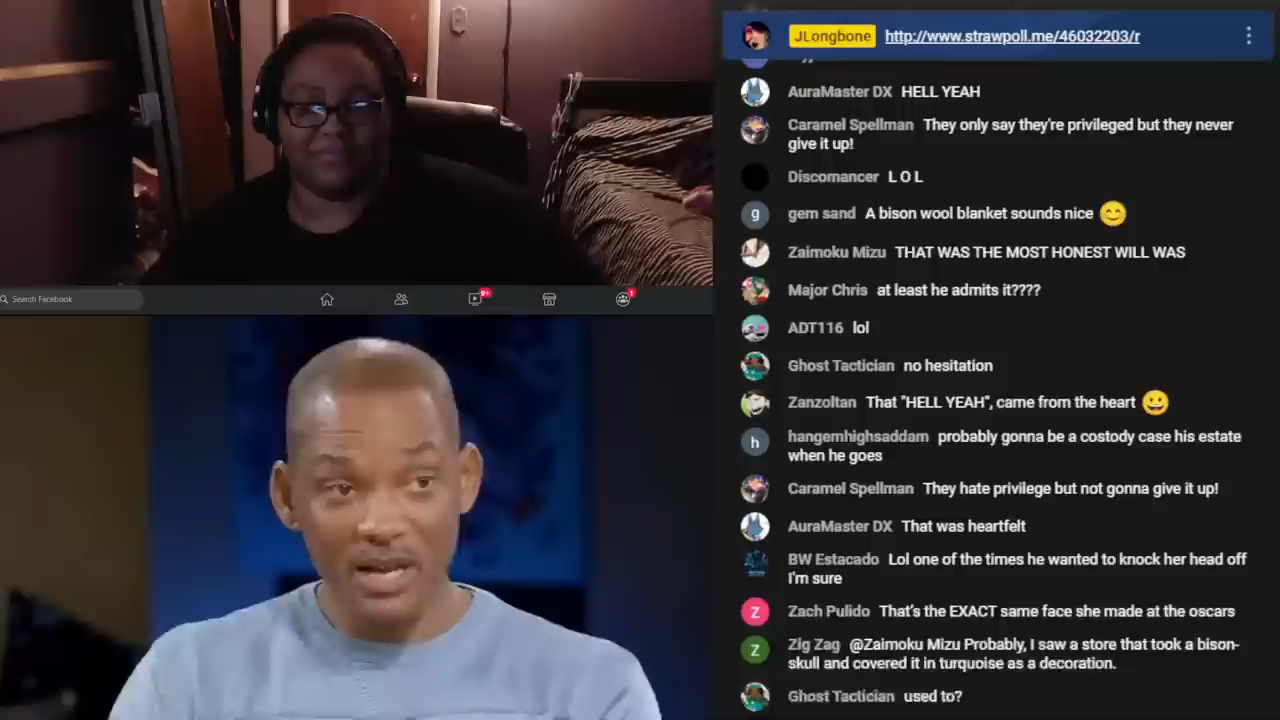 JLongbone http://www.strawpoll.me/46032203/r
AuraMaster DX HELL YEAH
Caramel Spellman They only say they're privileged but they never
give it up!
Discomancer L O L
g gem sand A bison wool blanket sounds nice 😊
Zaimoku Mizu THAT WAS THE MOST HONEST WILL WAS
Major Chris at least he admits it????
Search Facebook
9+
1
ADT116 lol
Ghost Tactician no hesitation
Zanzoltan That "HELL YEAH", came from the heart 😀
h hangemhighsaddam probably gonna be a costody case his estate
when he goes
Caramel Spellman They hate privilege but not gonna give it up!
AuraMaster DX That was heartfelt
BW Estacado Lol one of the times he wanted to knock her head off
I'm sure
Z Zach Pulido That's the EXACT same face she made at the oscars
Z Zig Zag @Zaimoku Mizu Probably, I saw a store that took a bison-
skull and covered it in turquoise as a decoration.
Ghost Tactician used to?